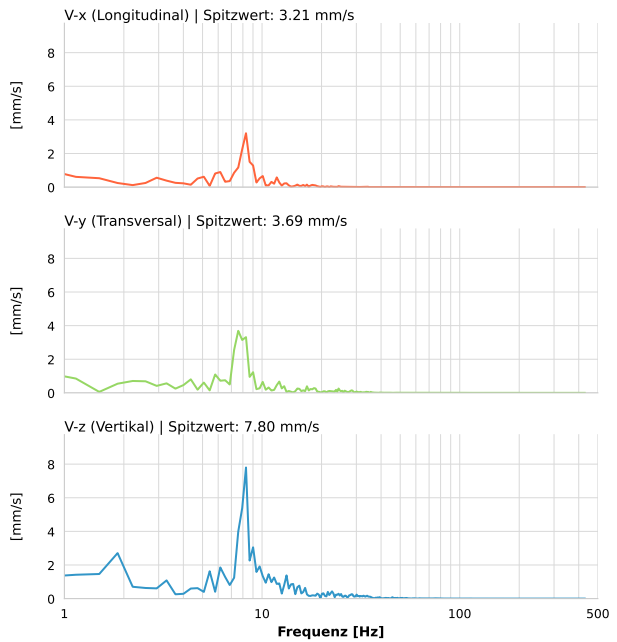 V-x (Longitudinal) | Spitzwert: 3.21 mm/s
8
6
[mm/s]
4
2
0
V-y (Transversal) | Spitzwert: 3.69 mm/s
8
6
[mm/s]
4
2
0
V-z (Vertikal) | Spitzwert: 7.80 mm/s
8
6
[mm/s]
4
2
0
1 10 100 500
Frequenz [Hz]